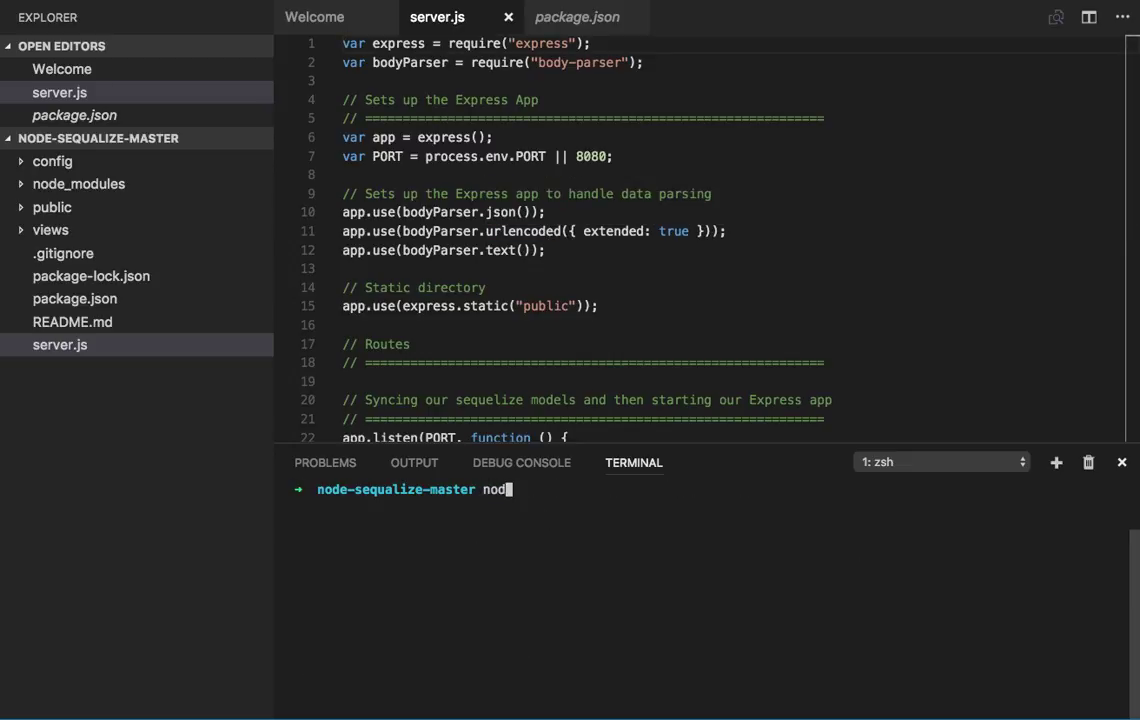 EXPLORER
OPEN EDITORS
Welcome
server.js
package.json
NODE-SEQUALIZE-MASTER
config
node_modules
public
views
.gitignore
package-lock.json
package.json
README.md
server.js
Welcome server.js package.json
1 var express = require("express");
2 var bodyParser = require("body-parser");
3
4 // Sets up the Express App
5 // =============================================================
6 var app = express();
7 var PORT = process.env.PORT || 8080;
8
9 // Sets up the Express app to handle data parsing
10 app.use(bodyParser.json());
11 app.use(bodyParser.urlencoded({ extended: true }));
12 app.use(bodyParser.text());
13
14 // Static directory
15 app.use(express.static("public"));
16
17 // Routes
18 // =============================================================
19
20 // Syncing our sequelize models and then starting our Express app
21 // =============================================================
22 app.listen(PORT, function () {
PROBLEMS OUTPUT DEBUG CONSOLE TERMINAL 1: zsh
→ node-sequalize-master nod